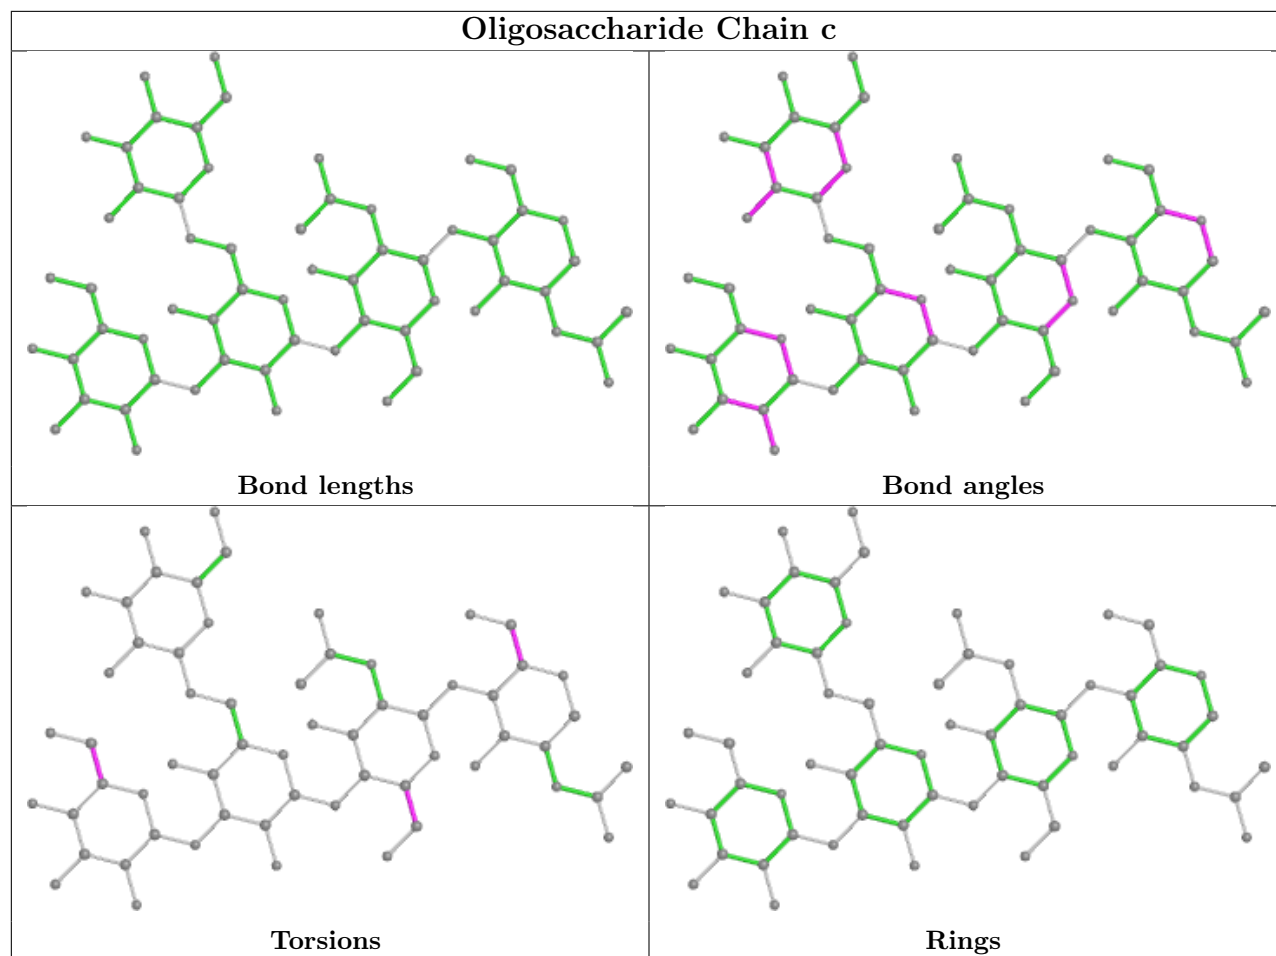 Oligosaccharide Chain c
Bond lengths
Bond angles
Torsions
Rings